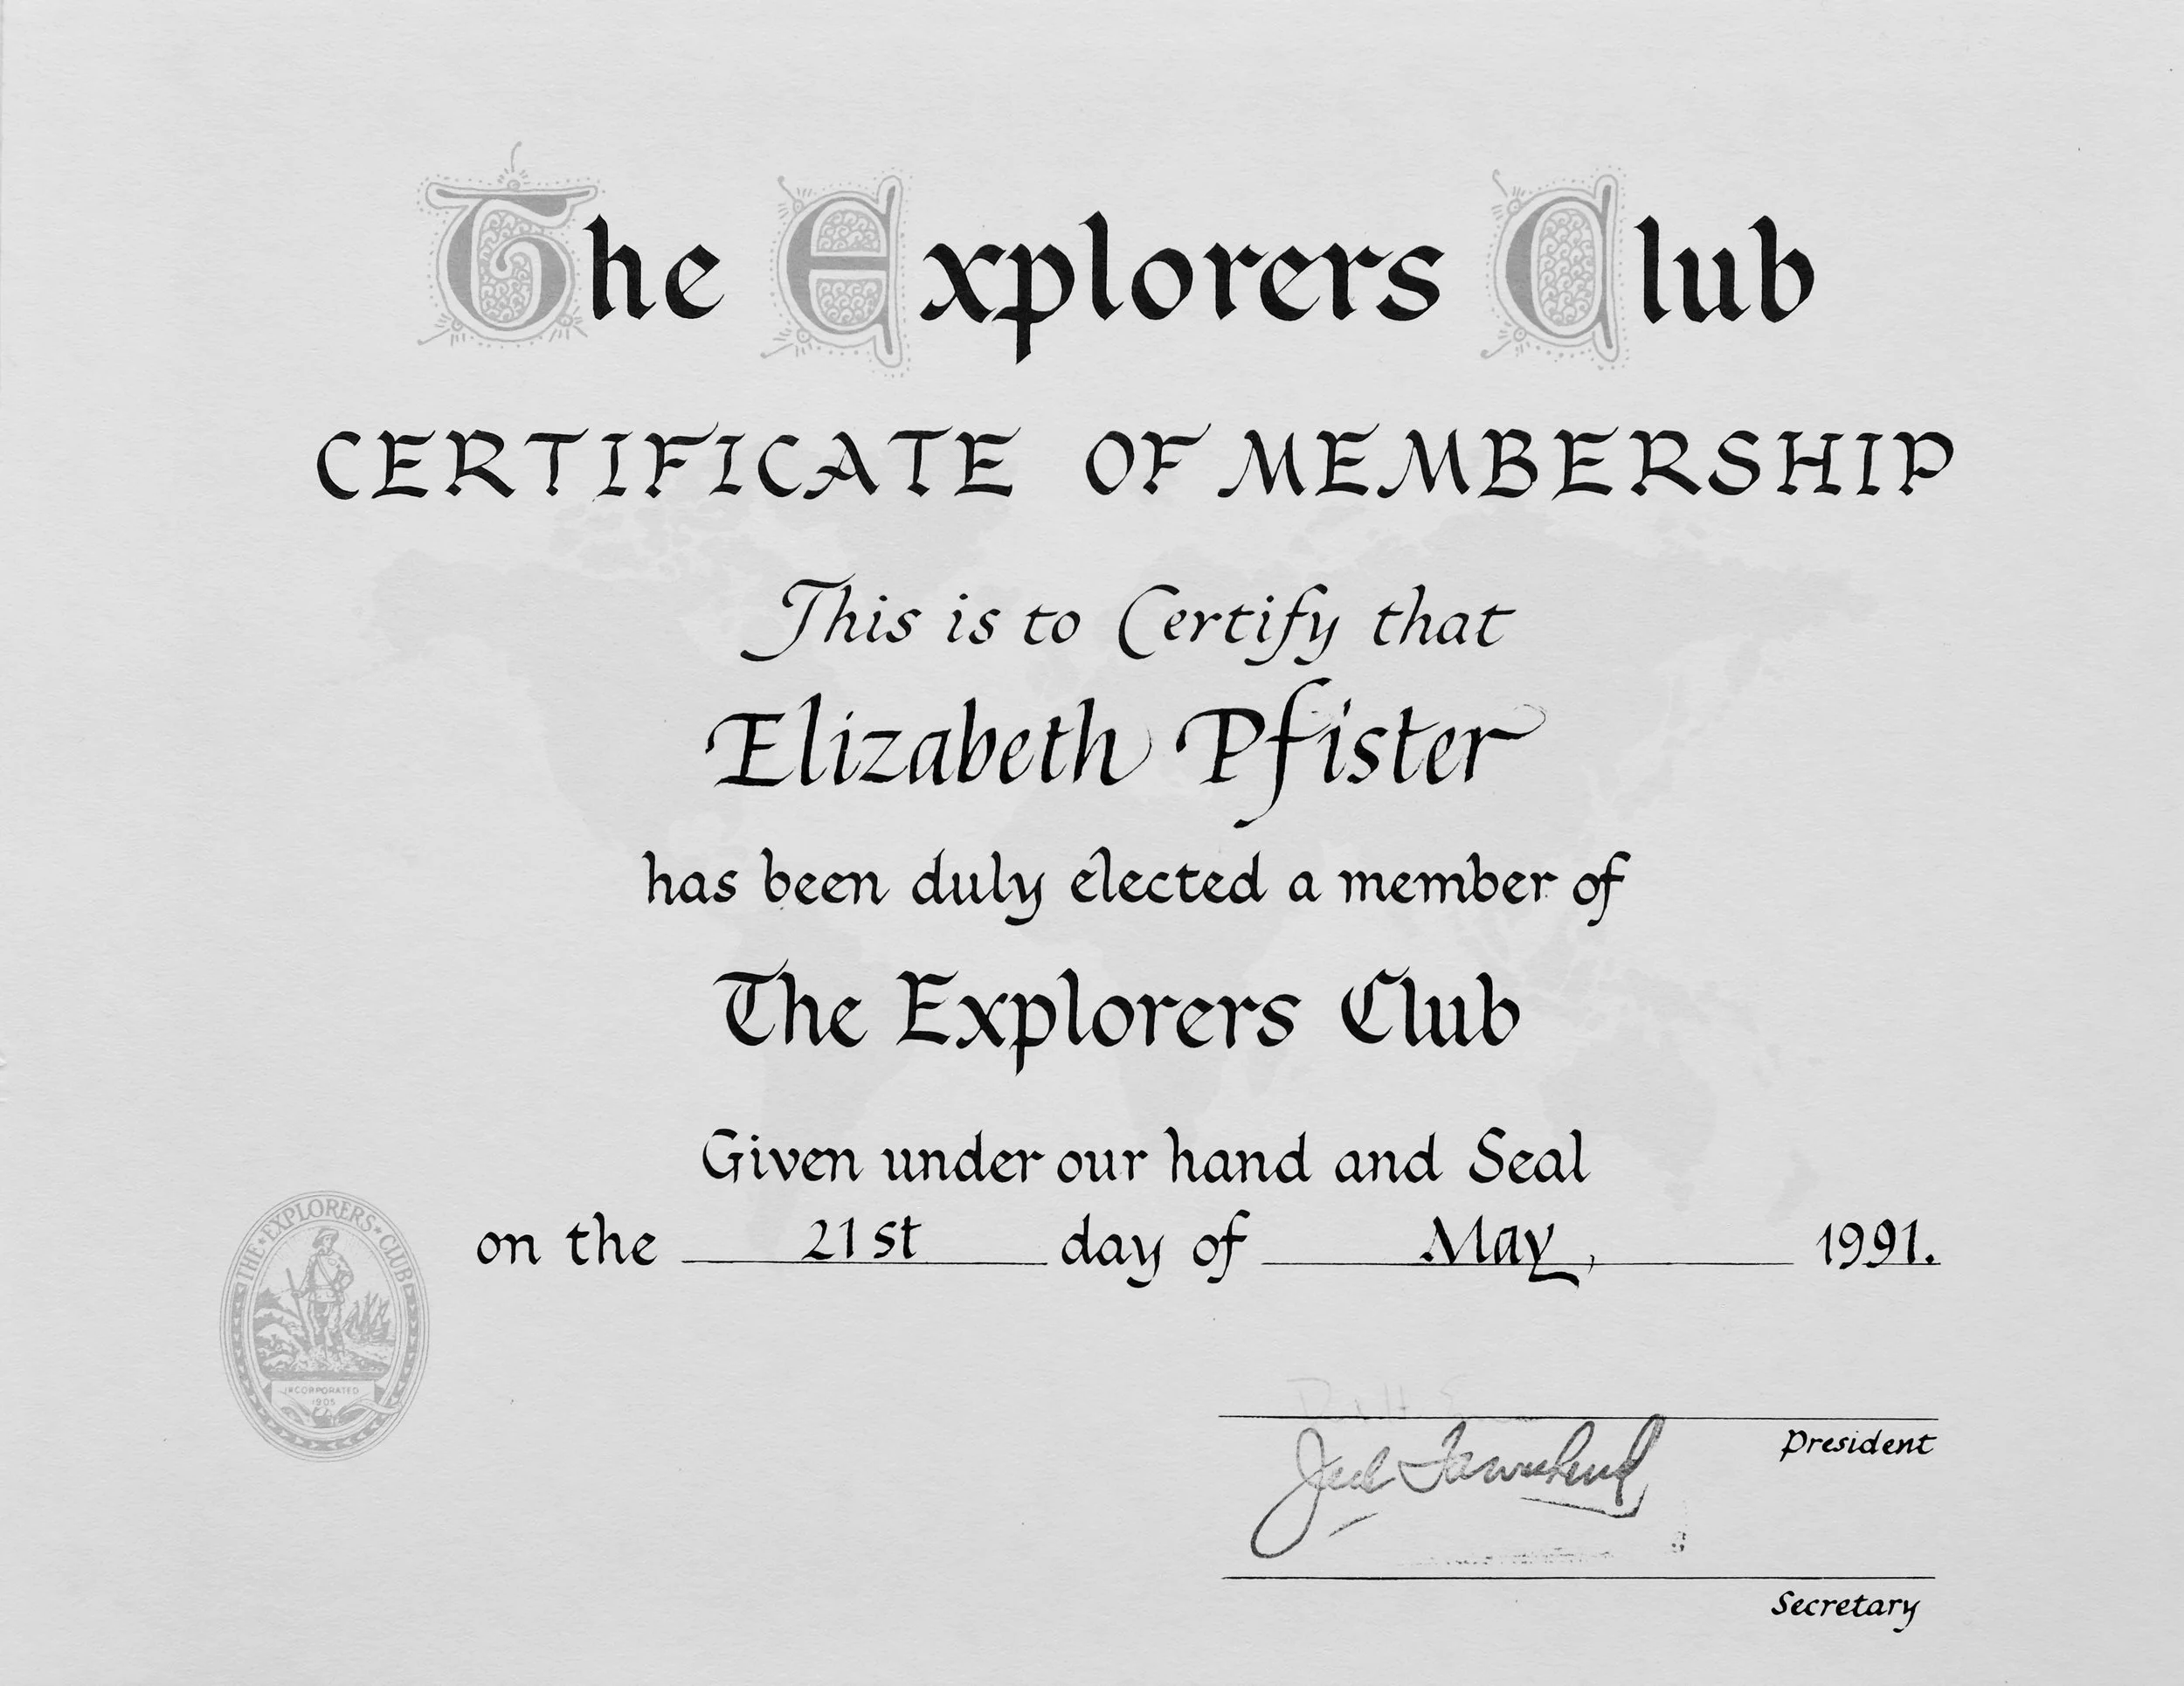 The Explorers Club
CERTIFICATE OF MEMBERSHIP
This is to Certify that
Elizabeth Pfister
has been duly elected a member of
The Explorers Club
Given under our hand and Seal
on the 21st day of May, 1991.
THE • EXPLORERS • CLUB
INCORPORATED
1905
President
Jack Townshend
Secretary